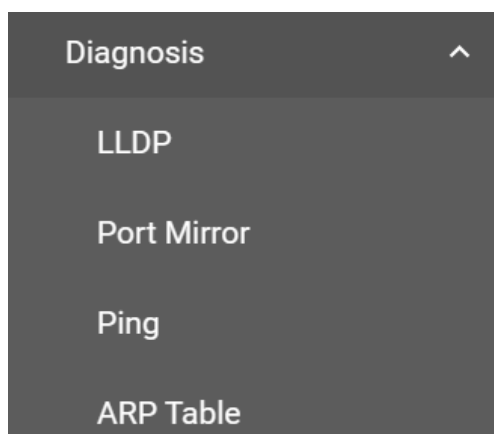 Diagnosis
LLDP
Port Mirror
Ping
ARP Table